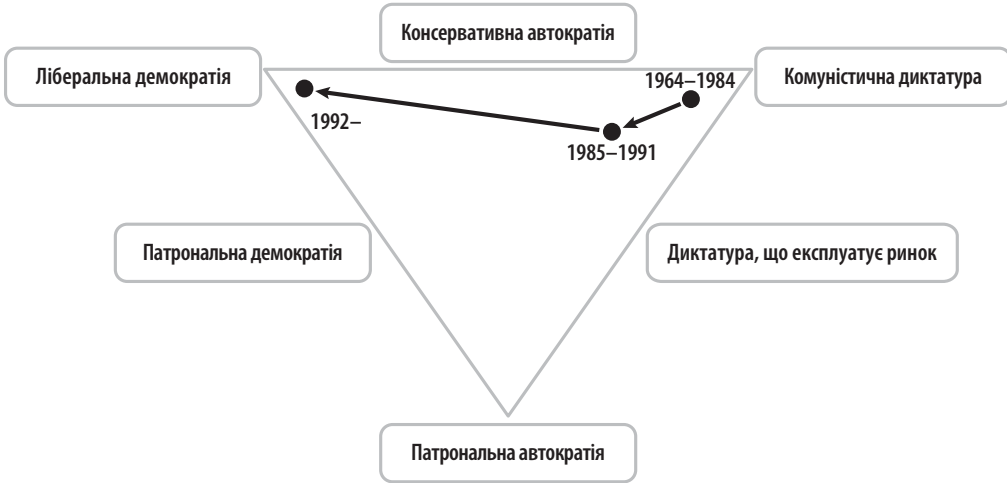 Консервативна автократія
Ліберальна демократія
Комуністична диктатура
1964–1984
1992–
1985–1991
Патрональна демократія
Диктатура, що експлуатує ринок
Патрональна автократія